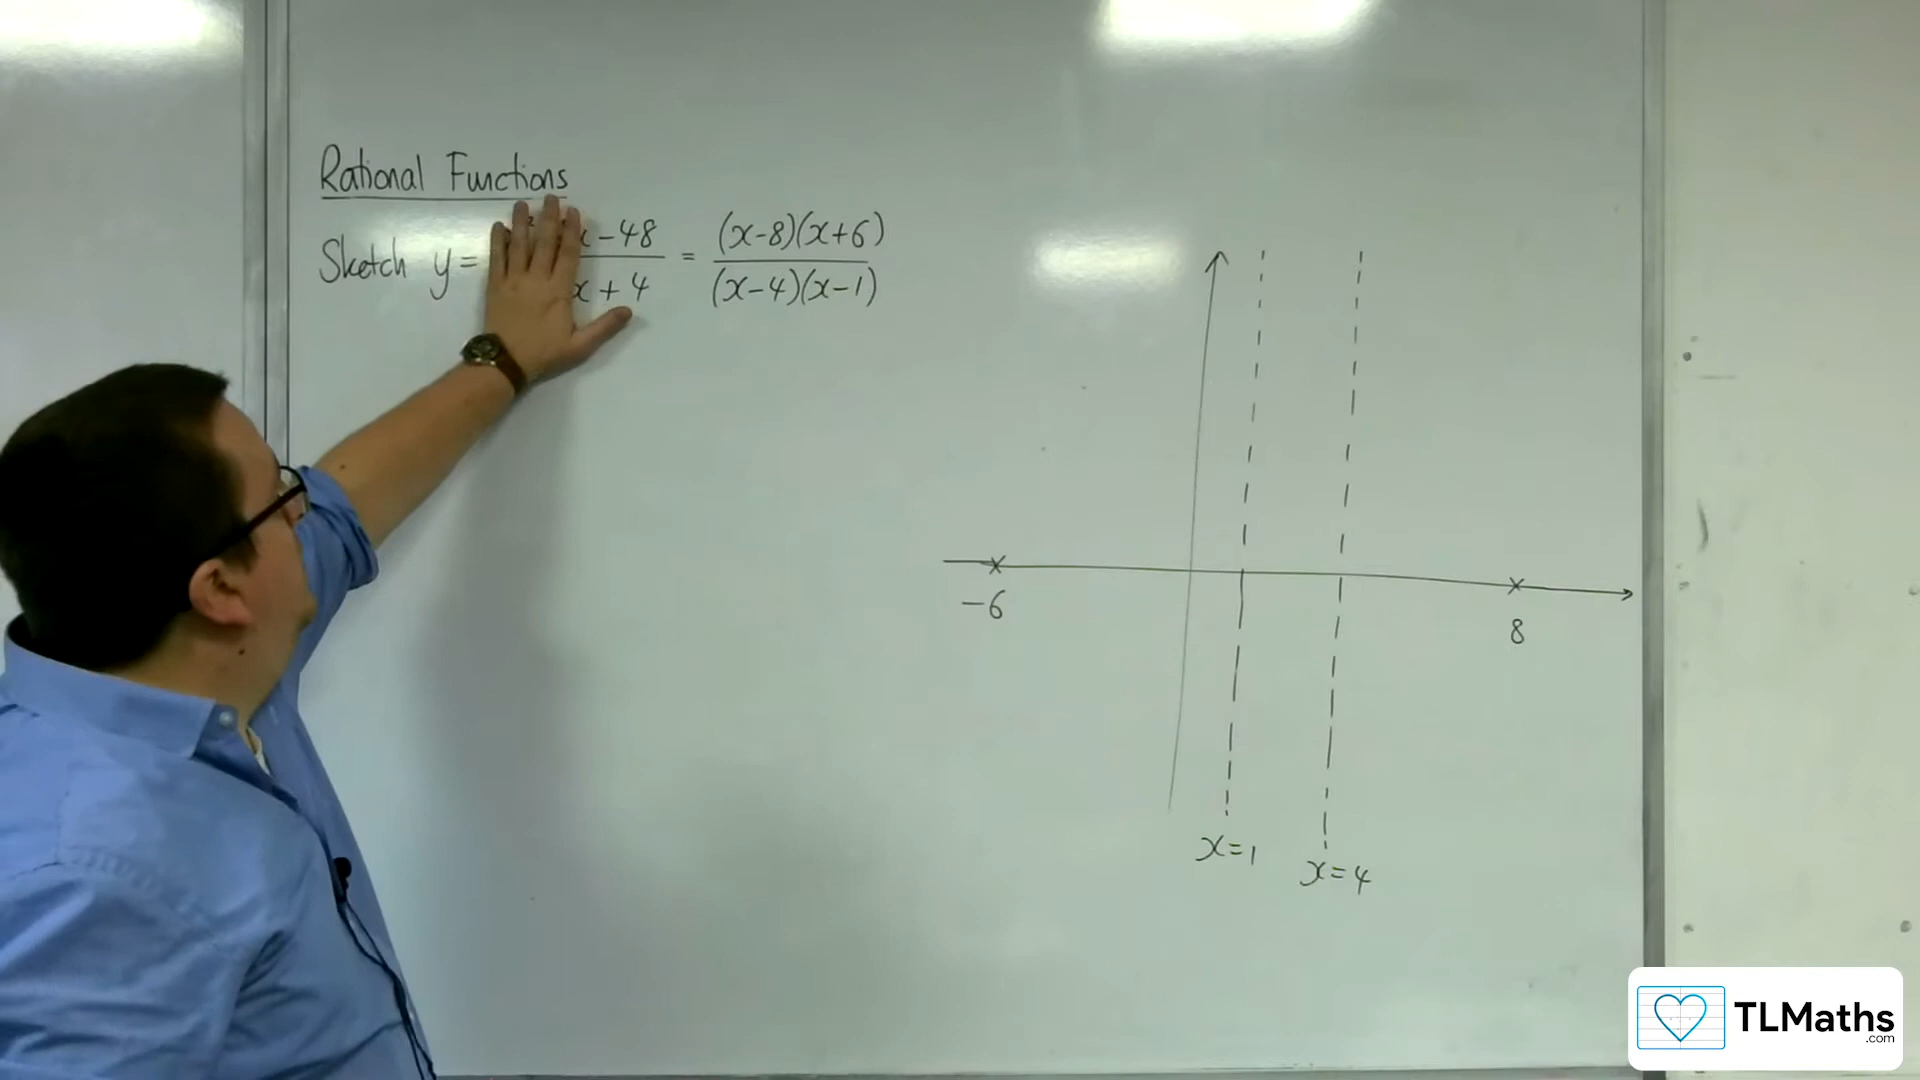 Rational Functions
Sketch y = x - 48 / x + 4 = (x-8)(x+6) / (x-4)(x-1)
-6
8
x=1
x=4
TLMaths
.com